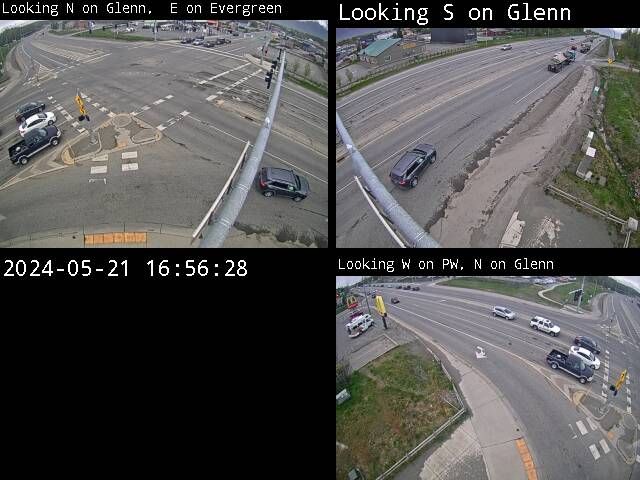 Looking N on Glenn,  E on Evergreen
Looking S on Glenn
2024-05-21 16:56:28
Looking W on PW, N on Glenn